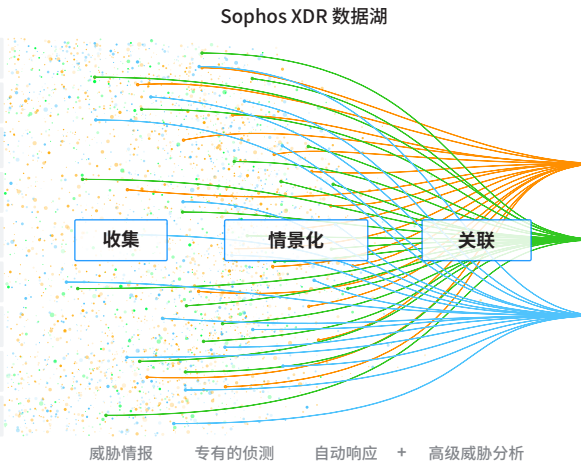 Sophos XDR 数据湖
收集 情景化 关联
威胁情报 专有的侦测 自动响应 + 高级威胁分析